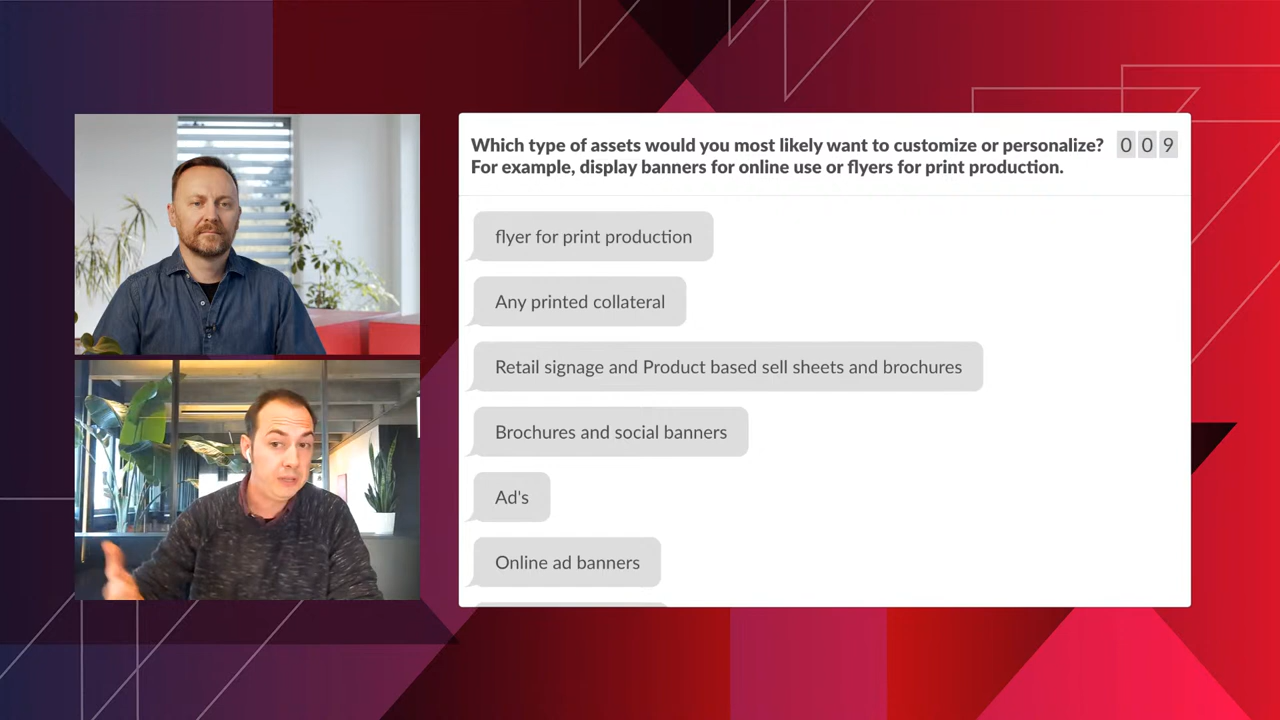 Which type of assets would you most likely want to customize or personalize?
For example, display banners for online use or flyers for print production.
0 0 9
flyer for print production
Any printed collateral
Retail signage and Product based sell sheets and brochures
Brochures and social banners
Ad's
Online ad banners